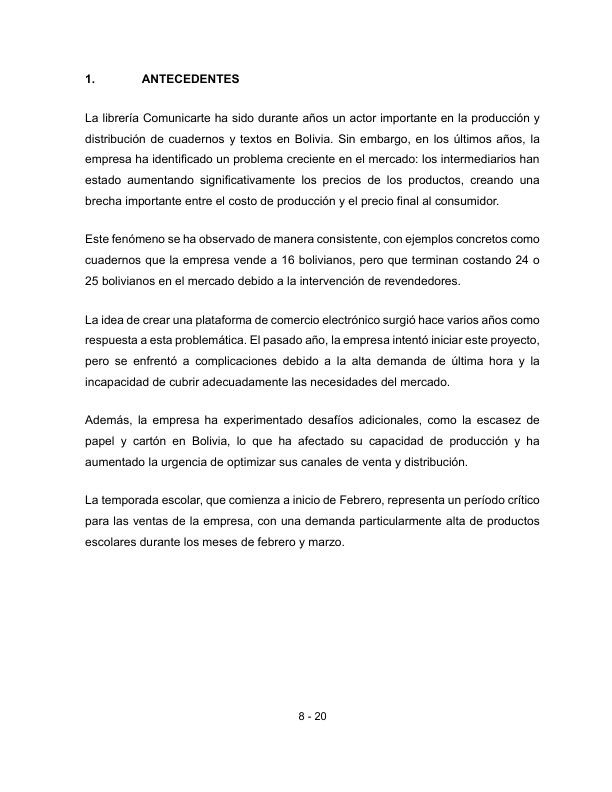 1. ANTECEDENTES
La librería Comunicarte ha sido durante años un actor importante en la producción y
distribución de cuadernos y textos en Bolivia. Sin embargo, en los últimos años, la
empresa ha identificado un problema creciente en el mercado: los intermediarios han
estado aumentando significativamente los precios de los productos, creando una
brecha importante entre el costo de producción y el precio final al consumidor.
Este fenómeno se ha observado de manera consistente, con ejemplos concretos como
cuadernos que la empresa vende a 16 bolivianos, pero que terminan costando 24 o
25 bolivianos en el mercado debido a la intervención de revendedores.
La idea de crear una plataforma de comercio electrónico surgió hace varios años como
respuesta a esta problemática. El pasado año, la empresa intentó iniciar este proyecto,
pero se enfrentó a complicaciones debido a la alta demanda de última hora y la
incapacidad de cubrir adecuadamente las necesidades del mercado.
Además, la empresa ha experimentado desafíos adicionales, como la escasez de
papel y cartón en Bolivia, lo que ha afectado su capacidad de producción y ha
aumentado la urgencia de optimizar sus canales de venta y distribución.
La temporada escolar, que comienza a inicio de Febrero, representa un período crítico
para las ventas de la empresa, con una demanda particularmente alta de productos
escolares durante los meses de febrero y marzo.
8 - 20